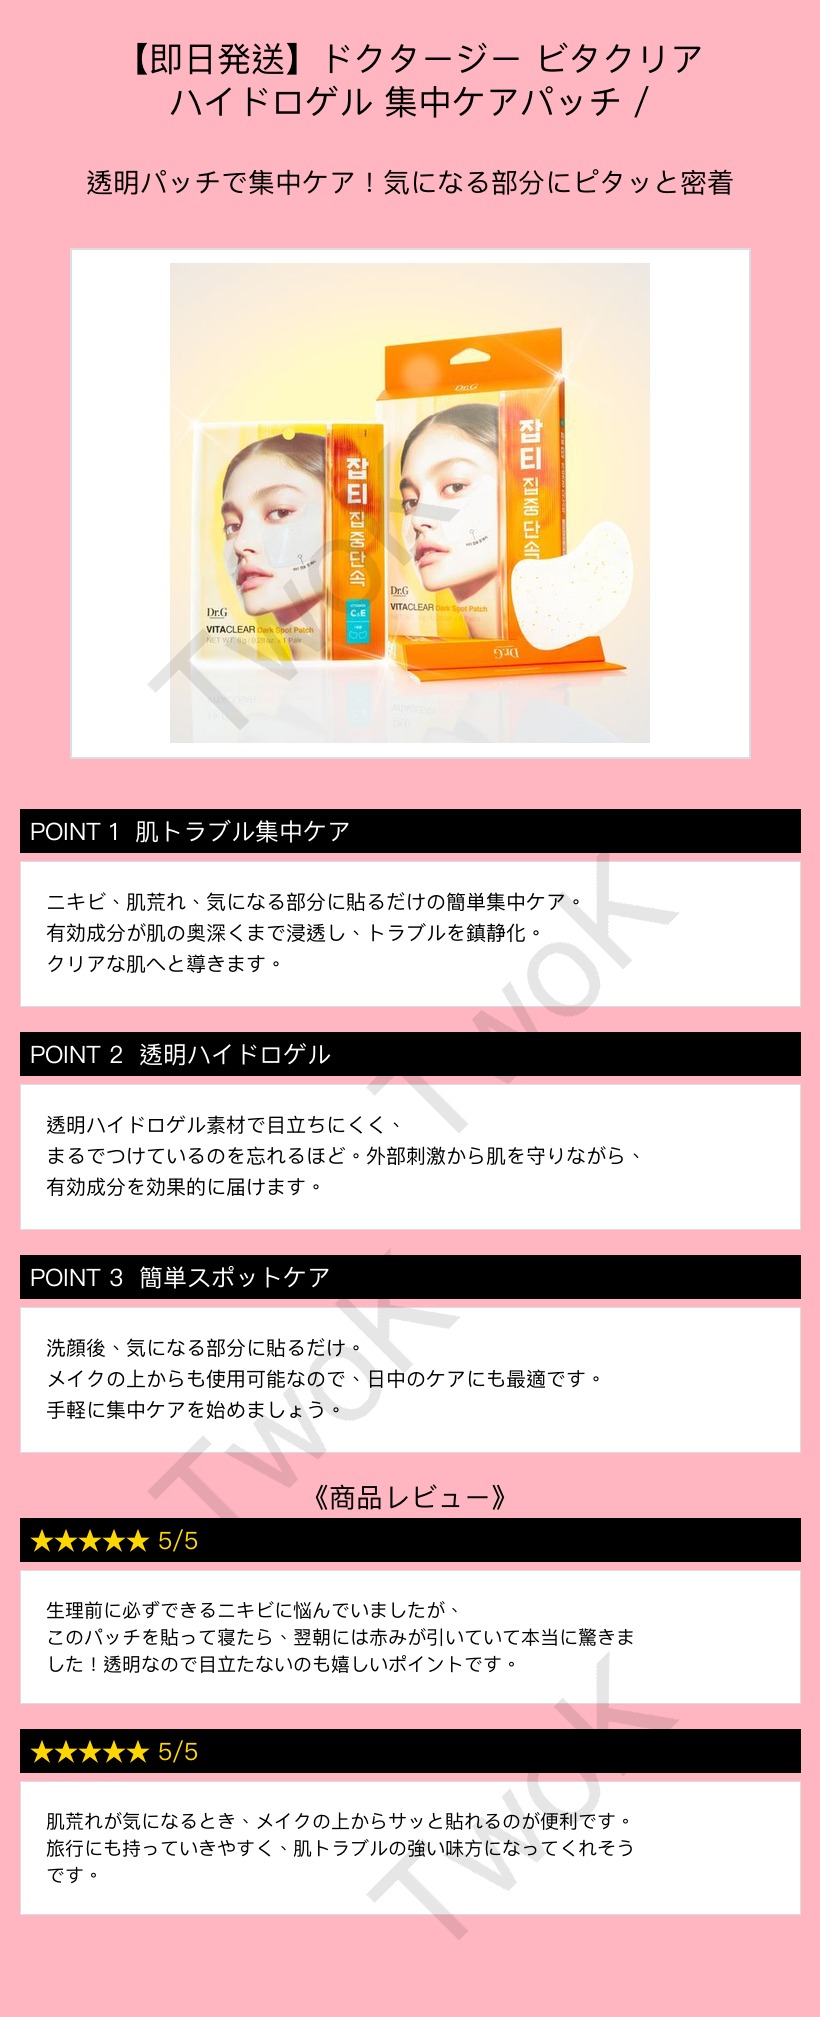 【即日発送】ドクタージー ビタクリア
ハイドロゲル 集中ケアパッチ /
透明パッチで集中ケア！気になる部分にピタッと密着
Dr.G
잡티
집중단속
잡티
집중단속
Dr.G
VITACLEAR Dark Spot Patch
NET WT. 8g / 0.28 oz. x 1 Pair
C&E
Dr.G
VITACLEAR Dark Spot Patch
Dr.G
TwoK
POINT 1 肌トラブル集中ケア
ニキビ、肌荒れ、気になる部分に貼るだけの簡単集中ケア。
有効成分が肌の奥深くまで浸透し、トラブルを鎮静化。
クリアな肌へと導きます。
TwoK
POINT 2 透明ハイドロゲル
透明ハイドロゲル素材で目立ちにくく、
まるでつけているのを忘れるほど。外部刺激から肌を守りながら、
有効成分を効果的に届けます。
POINT 3 簡単スポットケア
洗顔後、気になる部分に貼るだけ。
メイクの上からも使用可能なので、日中のケアにも最適です。
手軽に集中ケアを始めましょう。
TwoK
《商品レビュー》
★★★★★ 5/5
生理前に必ずできるニキビに悩んでいましたが、
このパッチを貼って寝たら、翌朝には赤みが引いていて本当に驚きま
した！透明なので目立たないのも嬉しいポイントです。
★★★★★ 5/5
肌荒れが気になるとき、メイクの上からサッと貼れるのが便利です。
旅行にも持っていきやすく、肌トラブルの強い味方になってくれそう
です。
TwoK